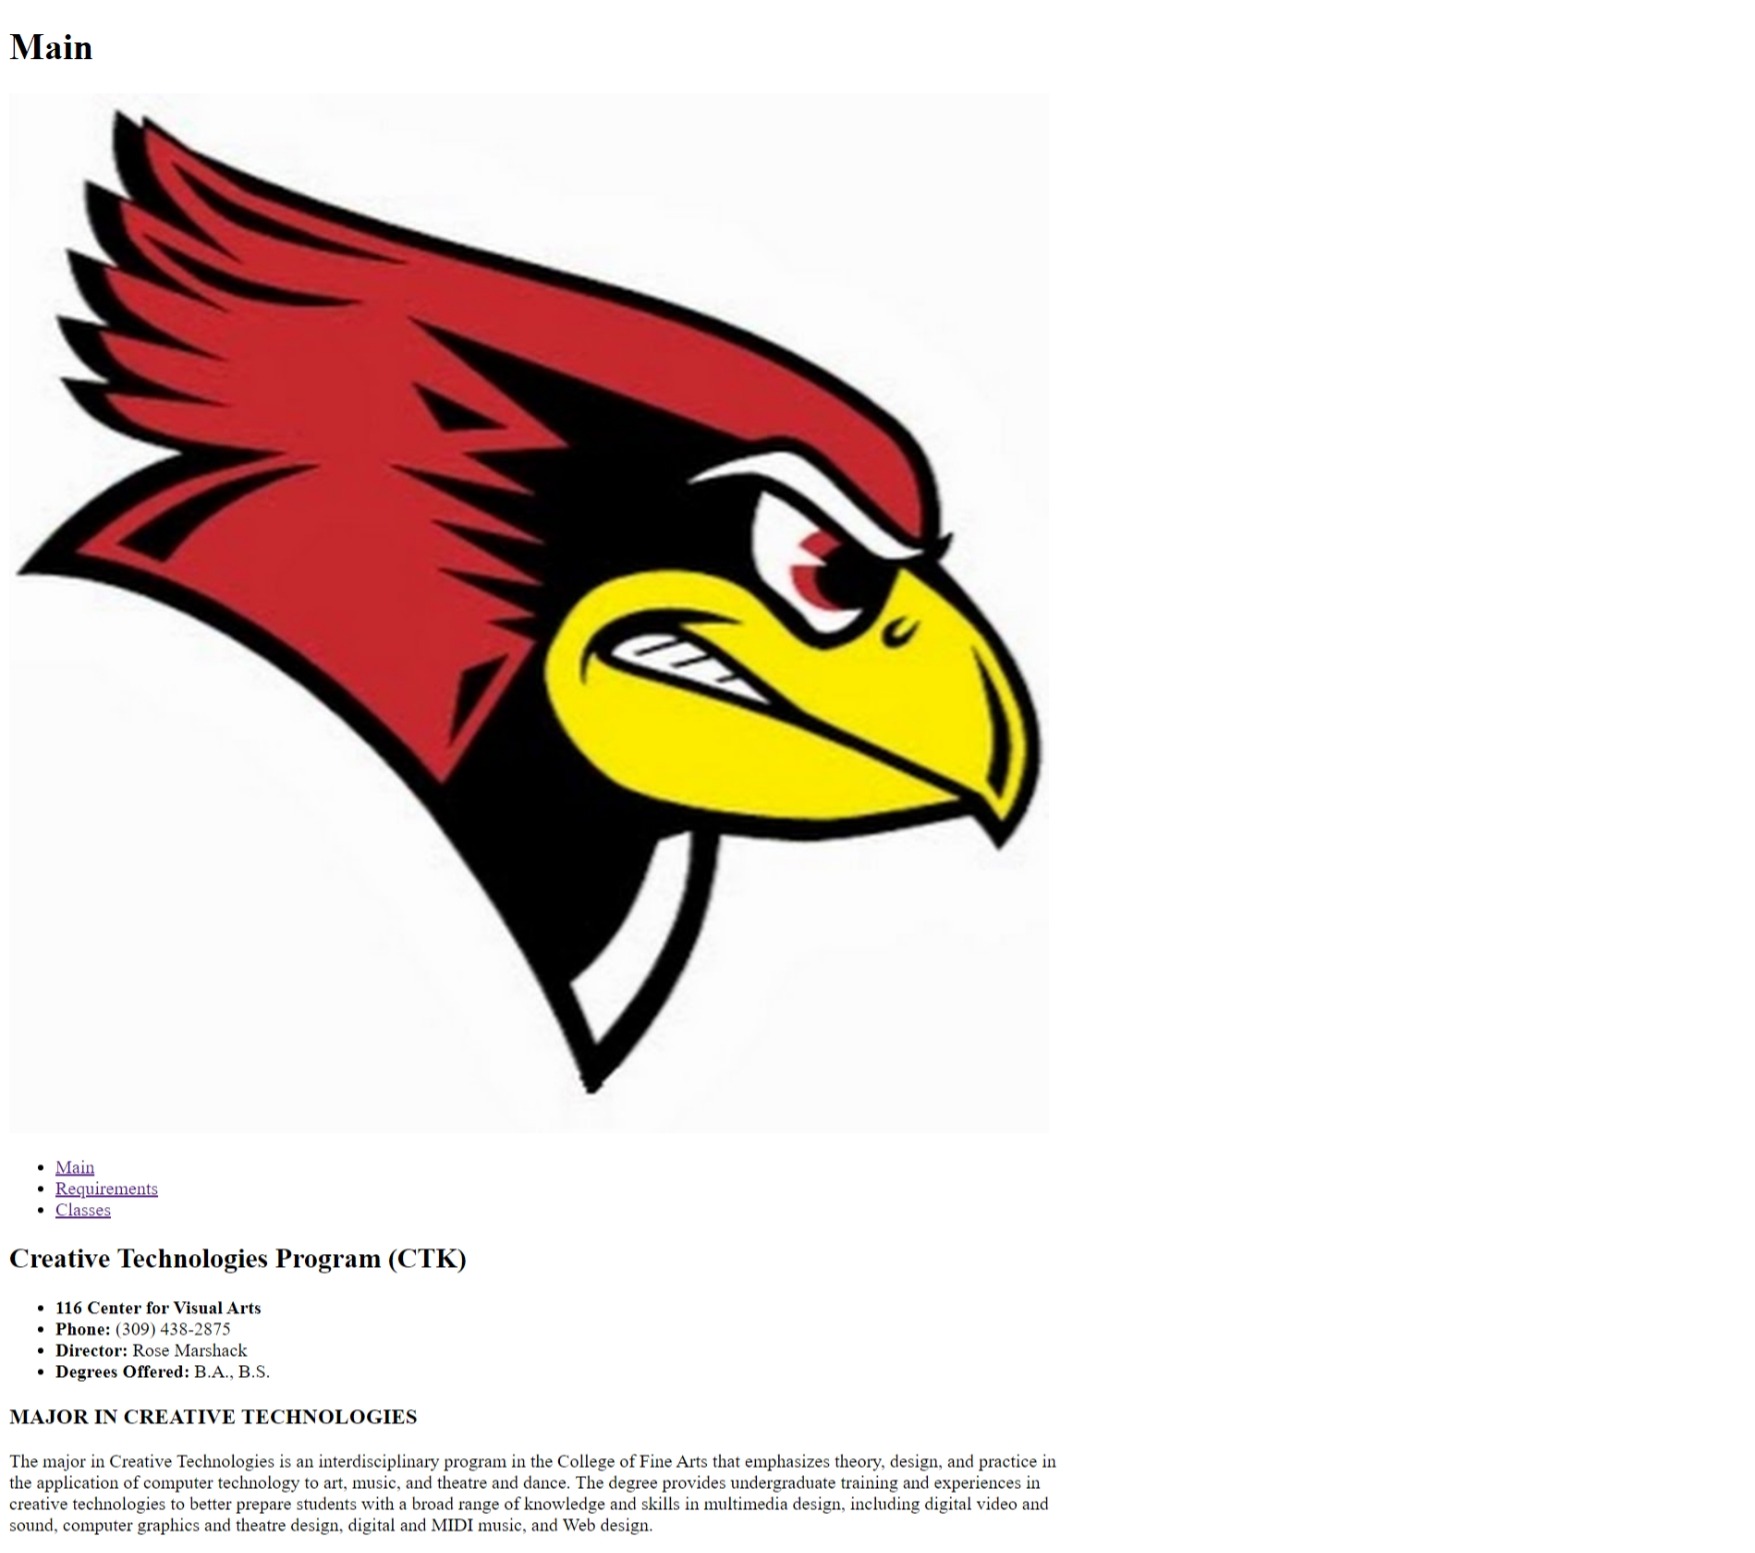 Main
Main
Requirements
Classes
Creative Technologies Program (CTK)
116 Center for Visual Arts
Phone: (309) 438-2875
Director: Rose Marshack
Degrees Offered: B.A., B.S.
MAJOR IN CREATIVE TECHNOLOGIES
The major in Creative Technologies is an interdisciplinary program in the College of Fine Arts that emphasizes theory, design, and practice in
the application of computer technology to art, music, and theatre and dance. The degree provides undergraduate training and experiences in
creative technologies to better prepare students with a broad range of knowledge and skills in multimedia design, including digital video and
sound, computer graphics and theatre design, digital and MIDI music, and Web design.